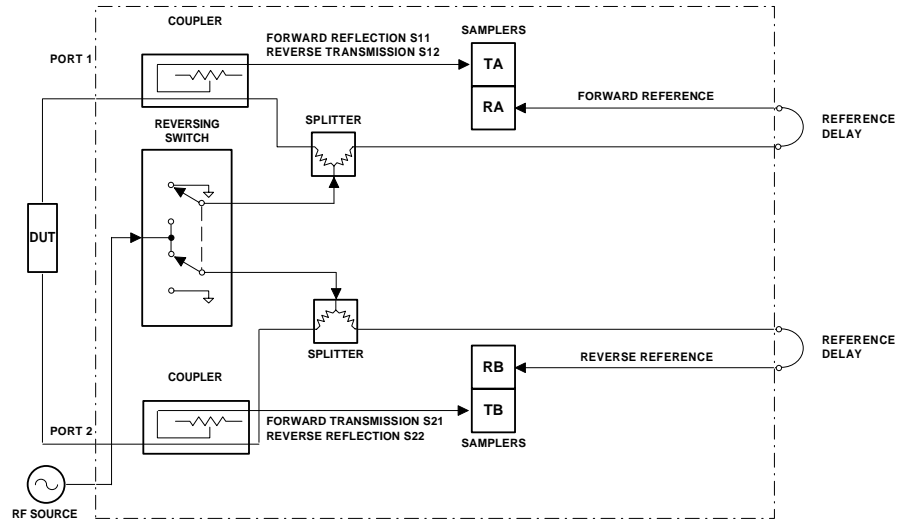 COUPLER
PORT 1
FORWARD REFLECTION S11
REVERSE TRANSMISSION S12
SAMPLERS
TA
RA
FORWARD REFERENCE
REFERENCE
DELAY
REVERSING
SWITCH
SPLITTER
DUT
SPLITTER
REFERENCE
DELAY
RB
REVERSE REFERENCE
COUPLER
TB
FORWARD TRANSMISSION S21
REVERSE REFLECTION S22
SAMPLERS
PORT 2
RF SOURCE